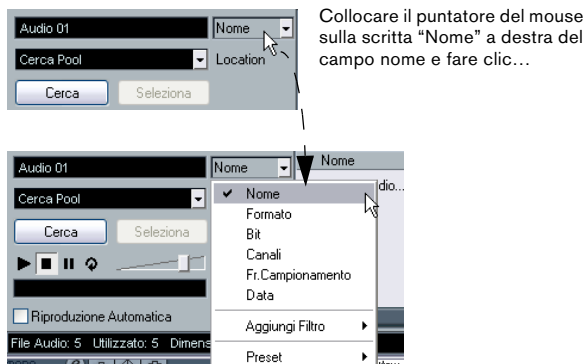 Audio 01
Nome
Cerca Pool
Location
Cerca
Seleziona
Collocare il puntatore del mouse
sulla scritta “Nome” a destra del
campo nome e fare clic…
Audio 01
Nome
Nome
Cerca Pool
Cerca
Seleziona
Riproduzione Automatica
File Audio: 5 Utilizzato: 5
Nome
Formato
Bit
Canali
Fr.Campionamento
Data
Aggiungi Filtro
Preset